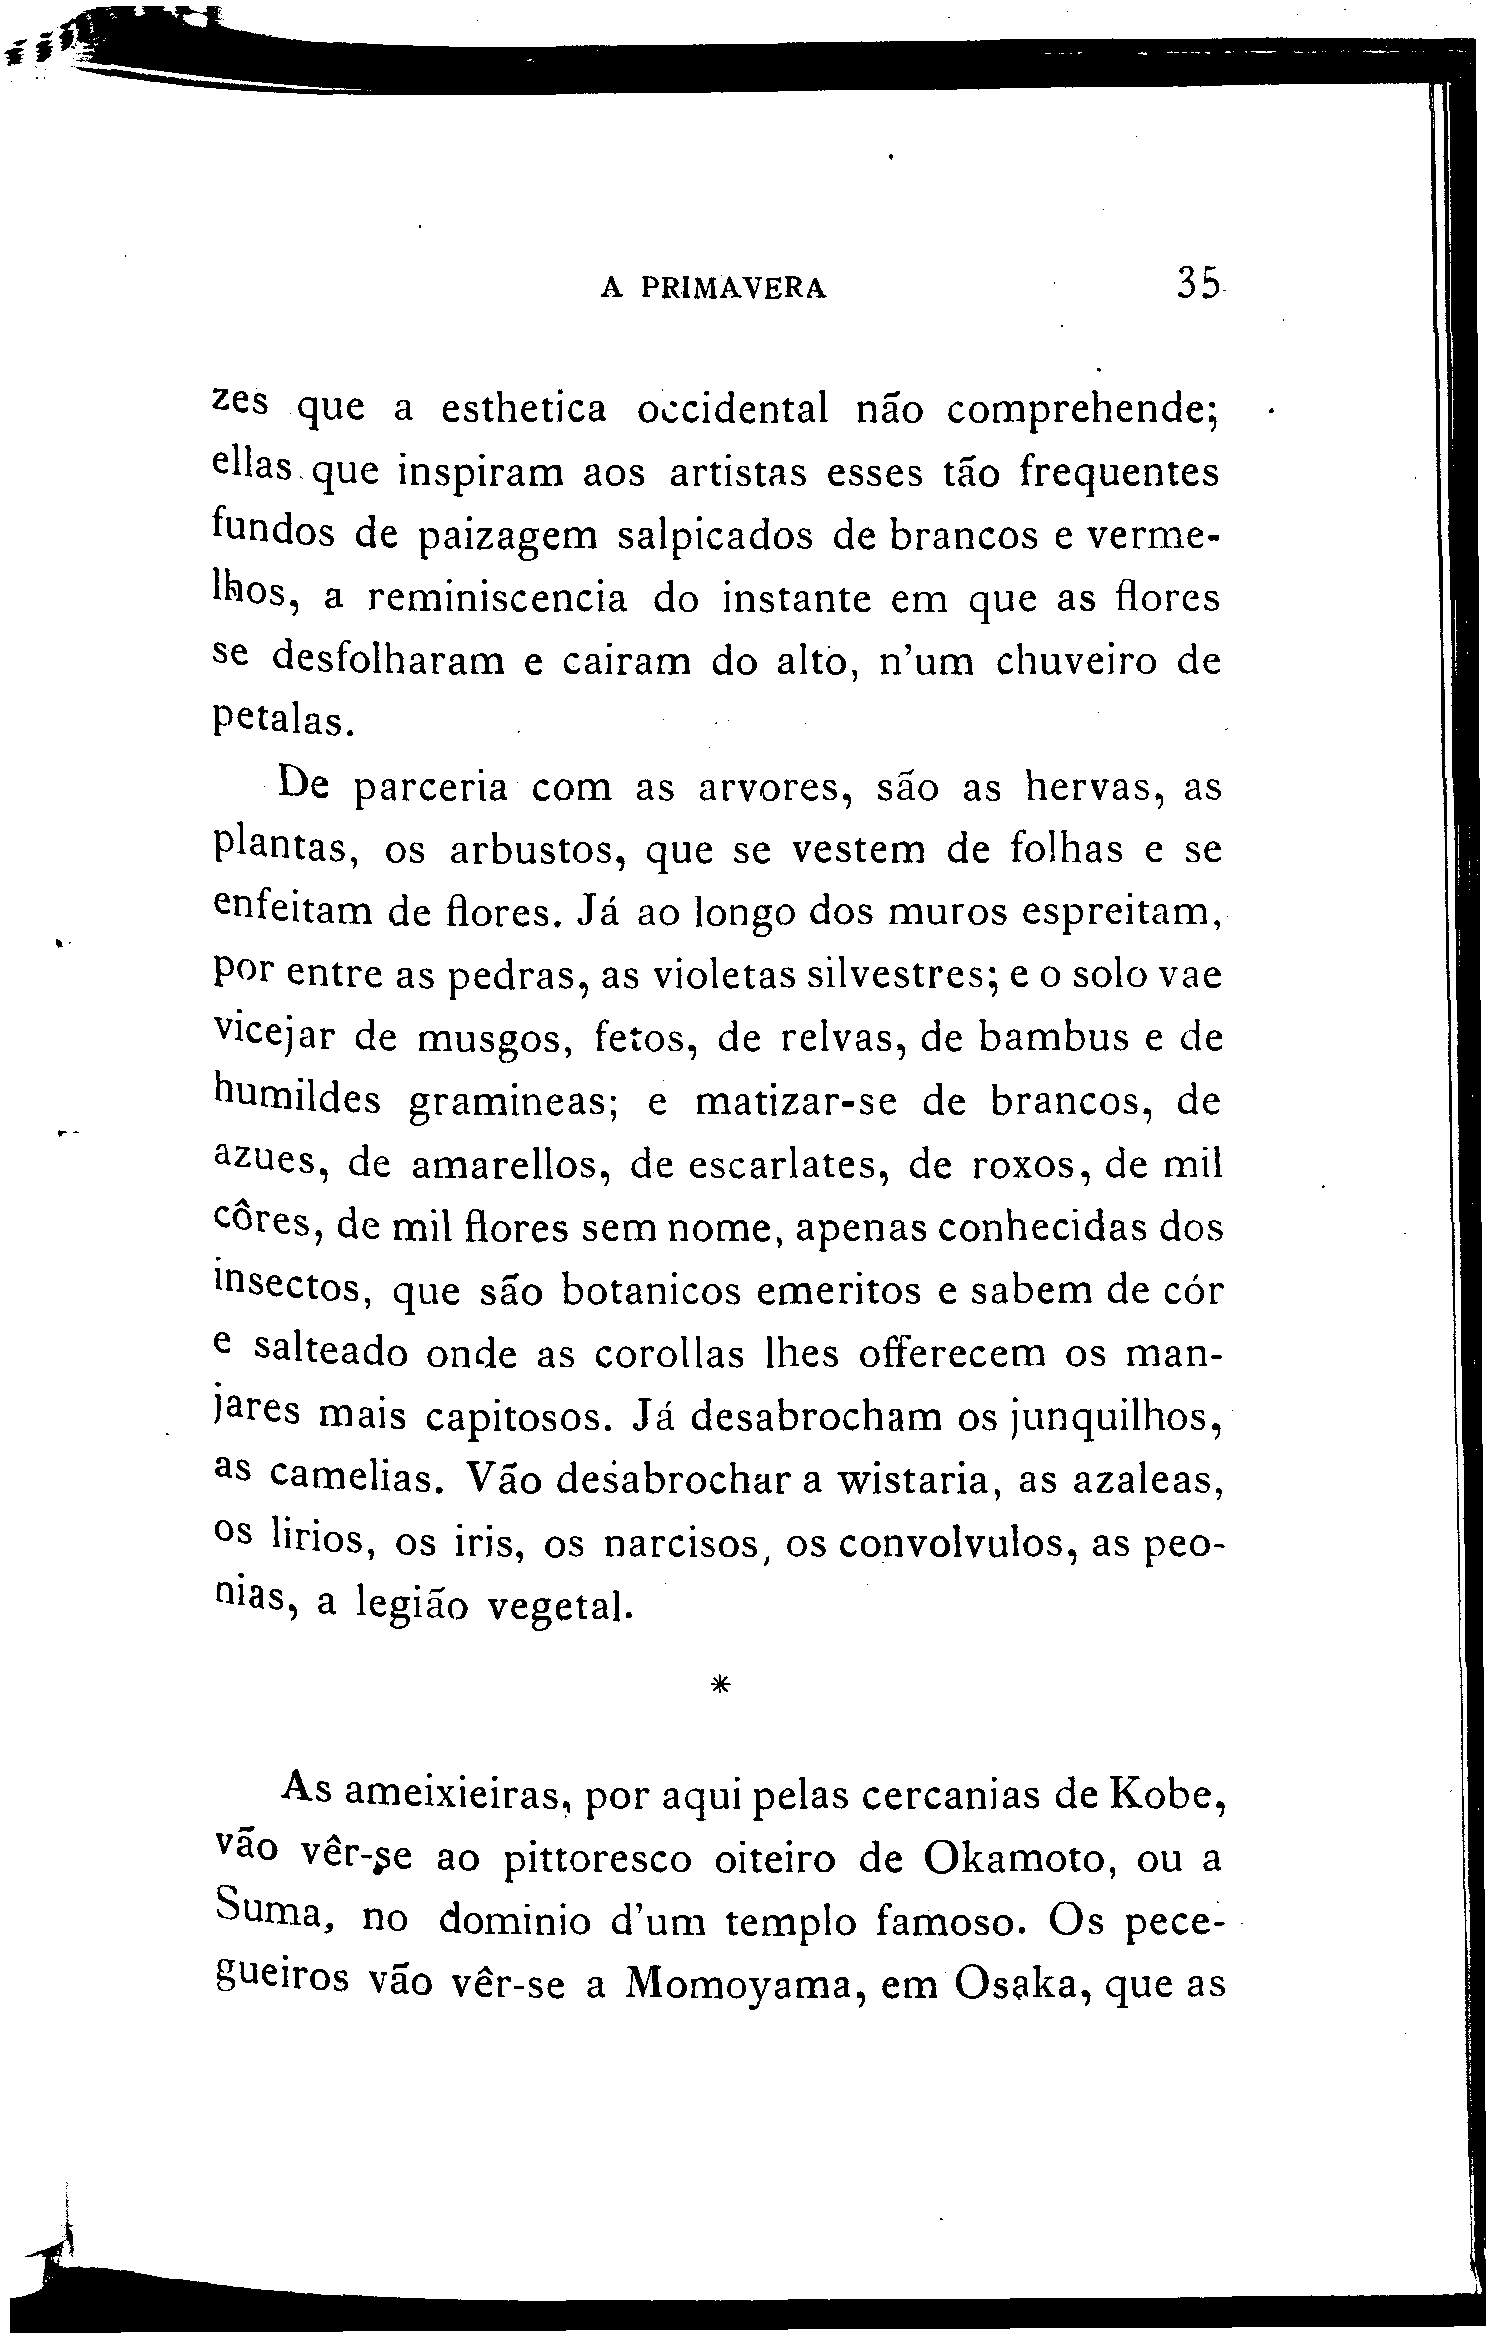 A PRIMAVERA 35
zes que a esthetica occidental não comprehende;
ellas que inspiram aos artistas esses tão frequentes
fundos de paizagem salpicados de brancos e verme-
lhos, a reminiscencia do instante em que as flores
se desfolharam e cairam do alto, n'um chuveiro de
petalas.
De parceria com as arvores, são as hervas, as
plantas, os arbustos, que se vestem de folhas e se
enfeitam de flores. Já ao longo dos muros espreitam,
por entre as pedras, as violetas silvestres; e o solo vae
vicejar de musgos, fetos, de relvas, de bambus e de
humildes gramineas; e matizar-se de brancos, de
azues, de amarellos, de escarlates, de roxos, de mil
côres, de mil flores sem nome, apenas conhecidas dos
insectos, que são botanicos emeritos e sabem de cór
e salteado onde as corollas lhes offerecem os man-
jares mais capitosos. Já desabrocham os junquilhos,
as camelias. Vão desabrochar a wistaria, as azaleas,
os lirios, os iris, os narcisos, os convolvulos, as peo-
nias, a legião vegetal.
*
As ameixieiras, por aqui pelas cercanias de Kobe,
vão vêr-se ao pittoresco oiteiro de Okamoto, ou a
Suma, no dominio d'um templo famoso. Os pece-
gueiros vão vêr-se a Momoyama, em Osaka, que as